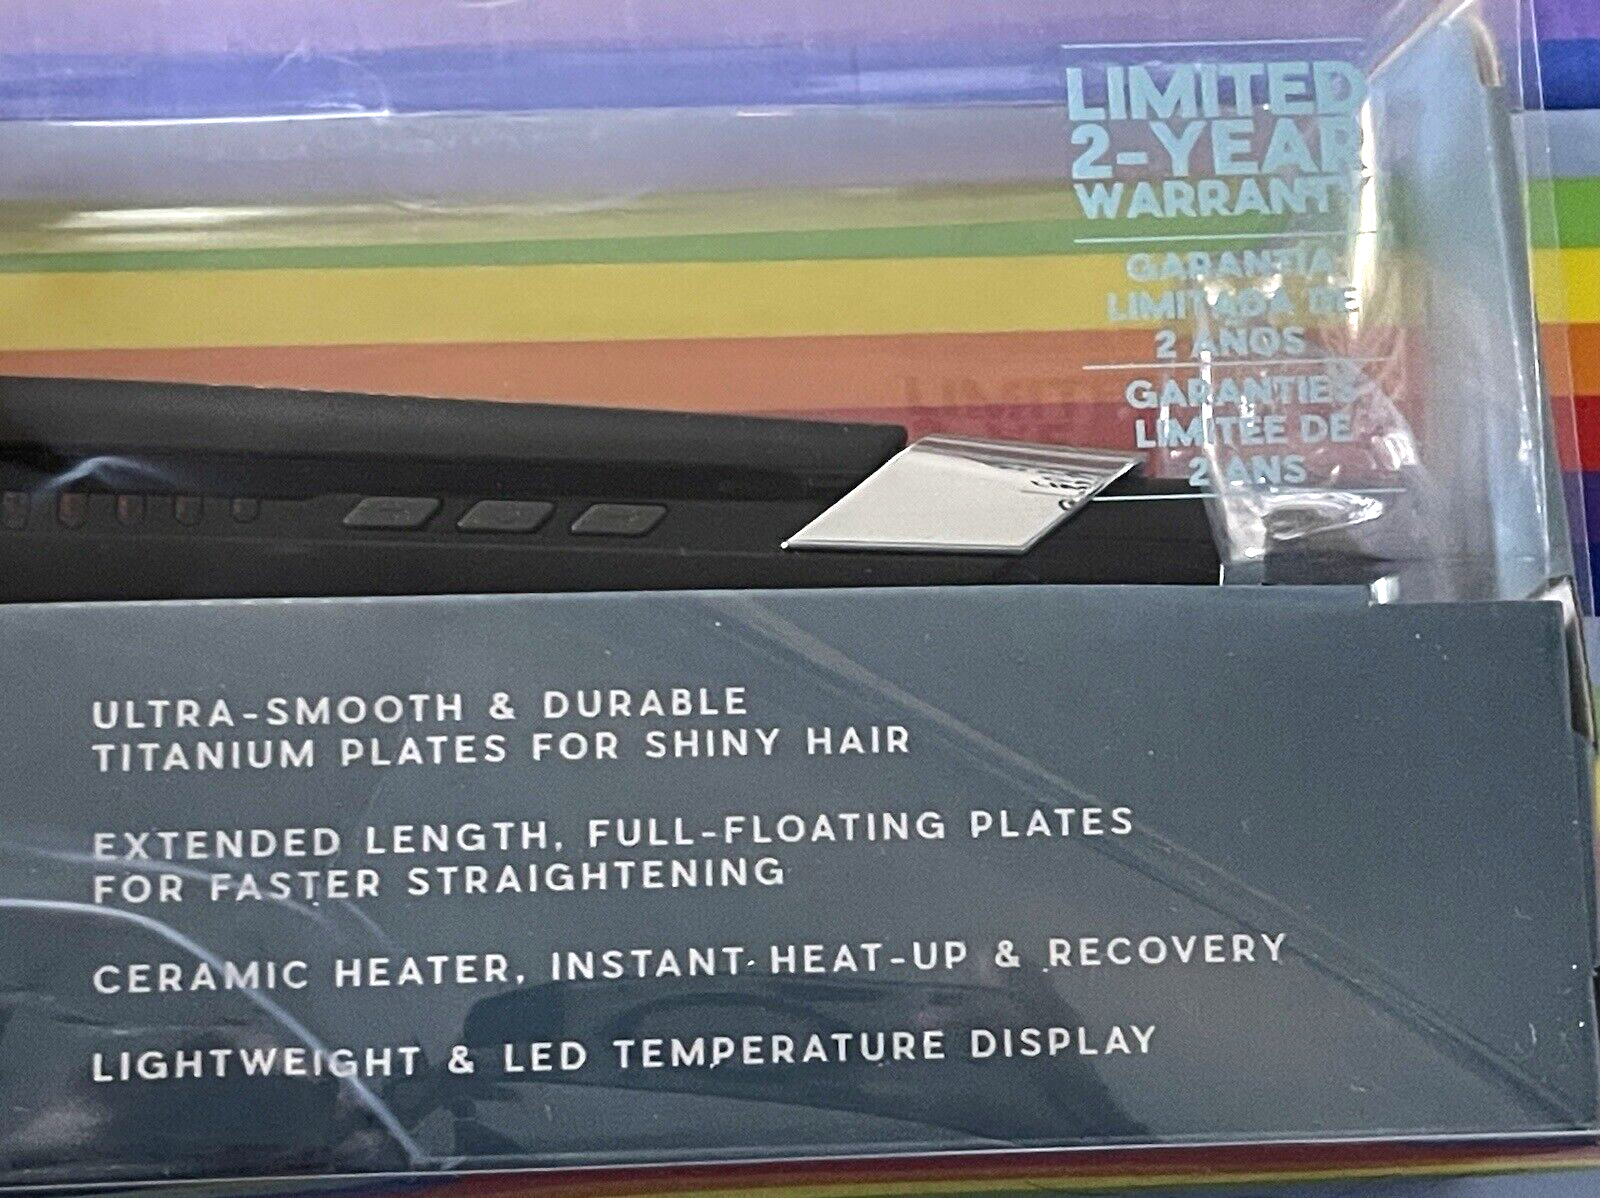 LIMITED
2-YEAR
WARRANTY
GARANTÍA
LIMITADA DE
2 AÑOS
GARANTIES
LIMITÉE DE
2 ANS
ULTRA-SMOOTH & DURABLE
TITANIUM PLATES FOR SHINY HAIR
EXTENDED LENGTH, FULL-FLOATING PLATES
FOR FASTER STRAIGHTENING
CERAMIC HEATER, INSTANT HEAT-UP & RECOVERY
LIGHTWEIGHT & LED TEMPERATURE DISPLAY